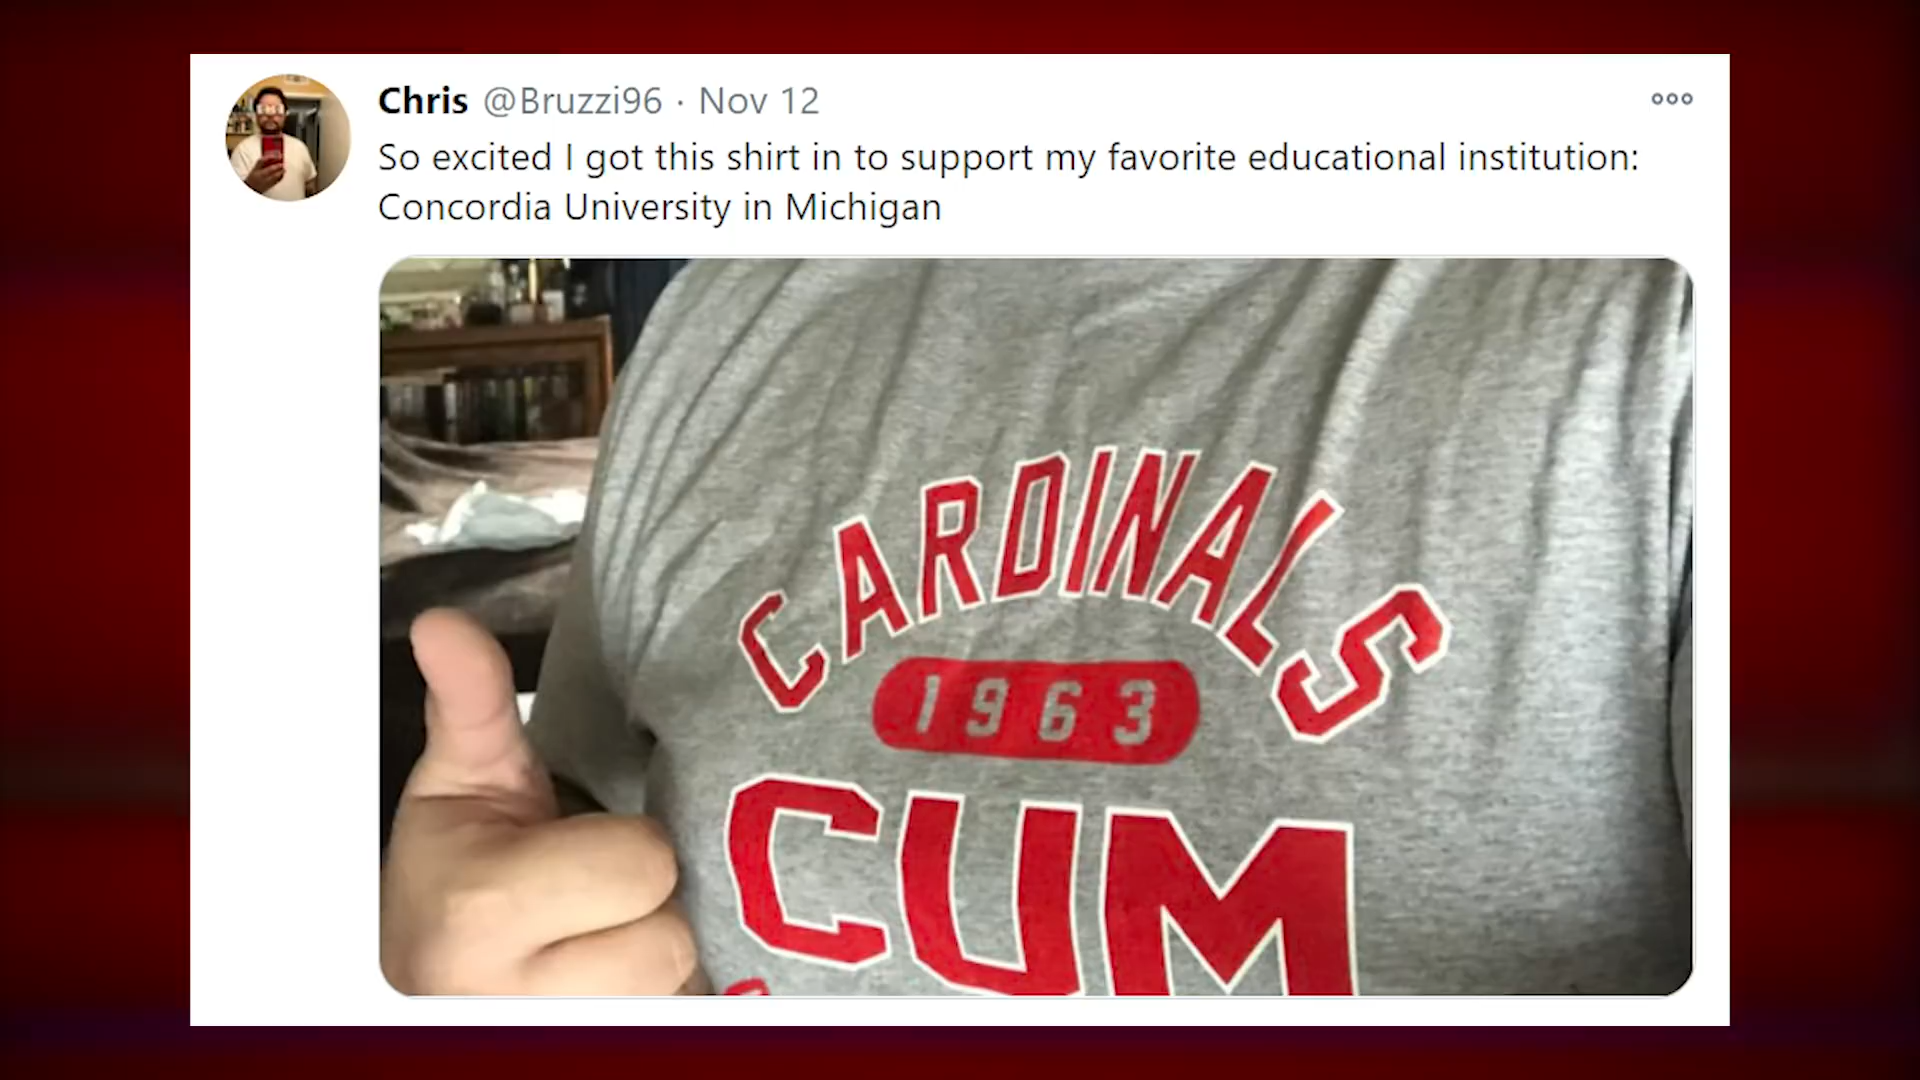 Chris @Bruzzi96 · Nov 12
So excited I got this shirt in to support my favorite educational institution:
Concordia University in Michigan
CARDINALS
1963
CUM